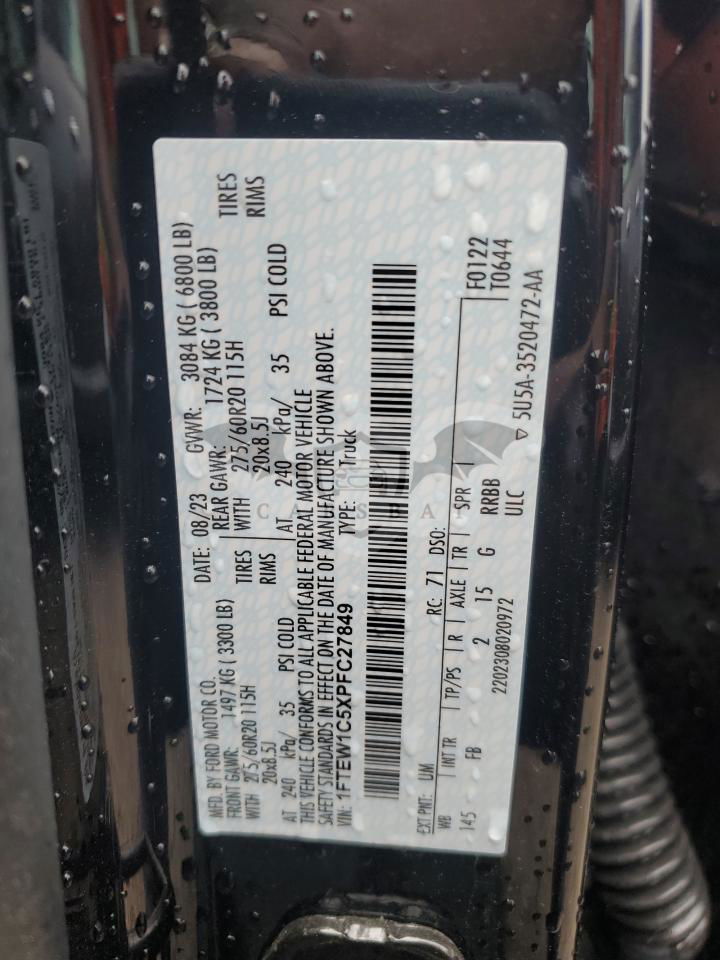 MFD. BY FORD MOTOR CO. DATE: 08/23 GVWR: 3084 KG ( 6800 LB)
FRONT GAWR: 1497 KG ( 3300 LB) REAR GAWR: 1724 KG ( 3800 LB)
WITH 275/60R20 115H TIRES WITH 275/60R20 115H TIRES
20x8.5J RIMS 20x8.5J RIMS
AT 240 kPa/ 35 PSI COLD AT 240 kPa/ 35 PSI COLD
THIS VEHICLE CONFORMS TO ALL APPLICABLE FEDERAL MOTOR VEHICLE
SAFETY STANDARDS IN EFFECT ON THE DATE OF MANUFACTURE SHOWN ABOVE.
VIN: 1FTEW1C5XPFC27849 TYPE: Truck
EXT PNT: UM RC: 71 DSO: F0122
WB INT TR TP/PS R AXLE TR SPR T0644
145 FB 2 15 G RRBB
2202308020972 ULC
5U5A-3520472-AA